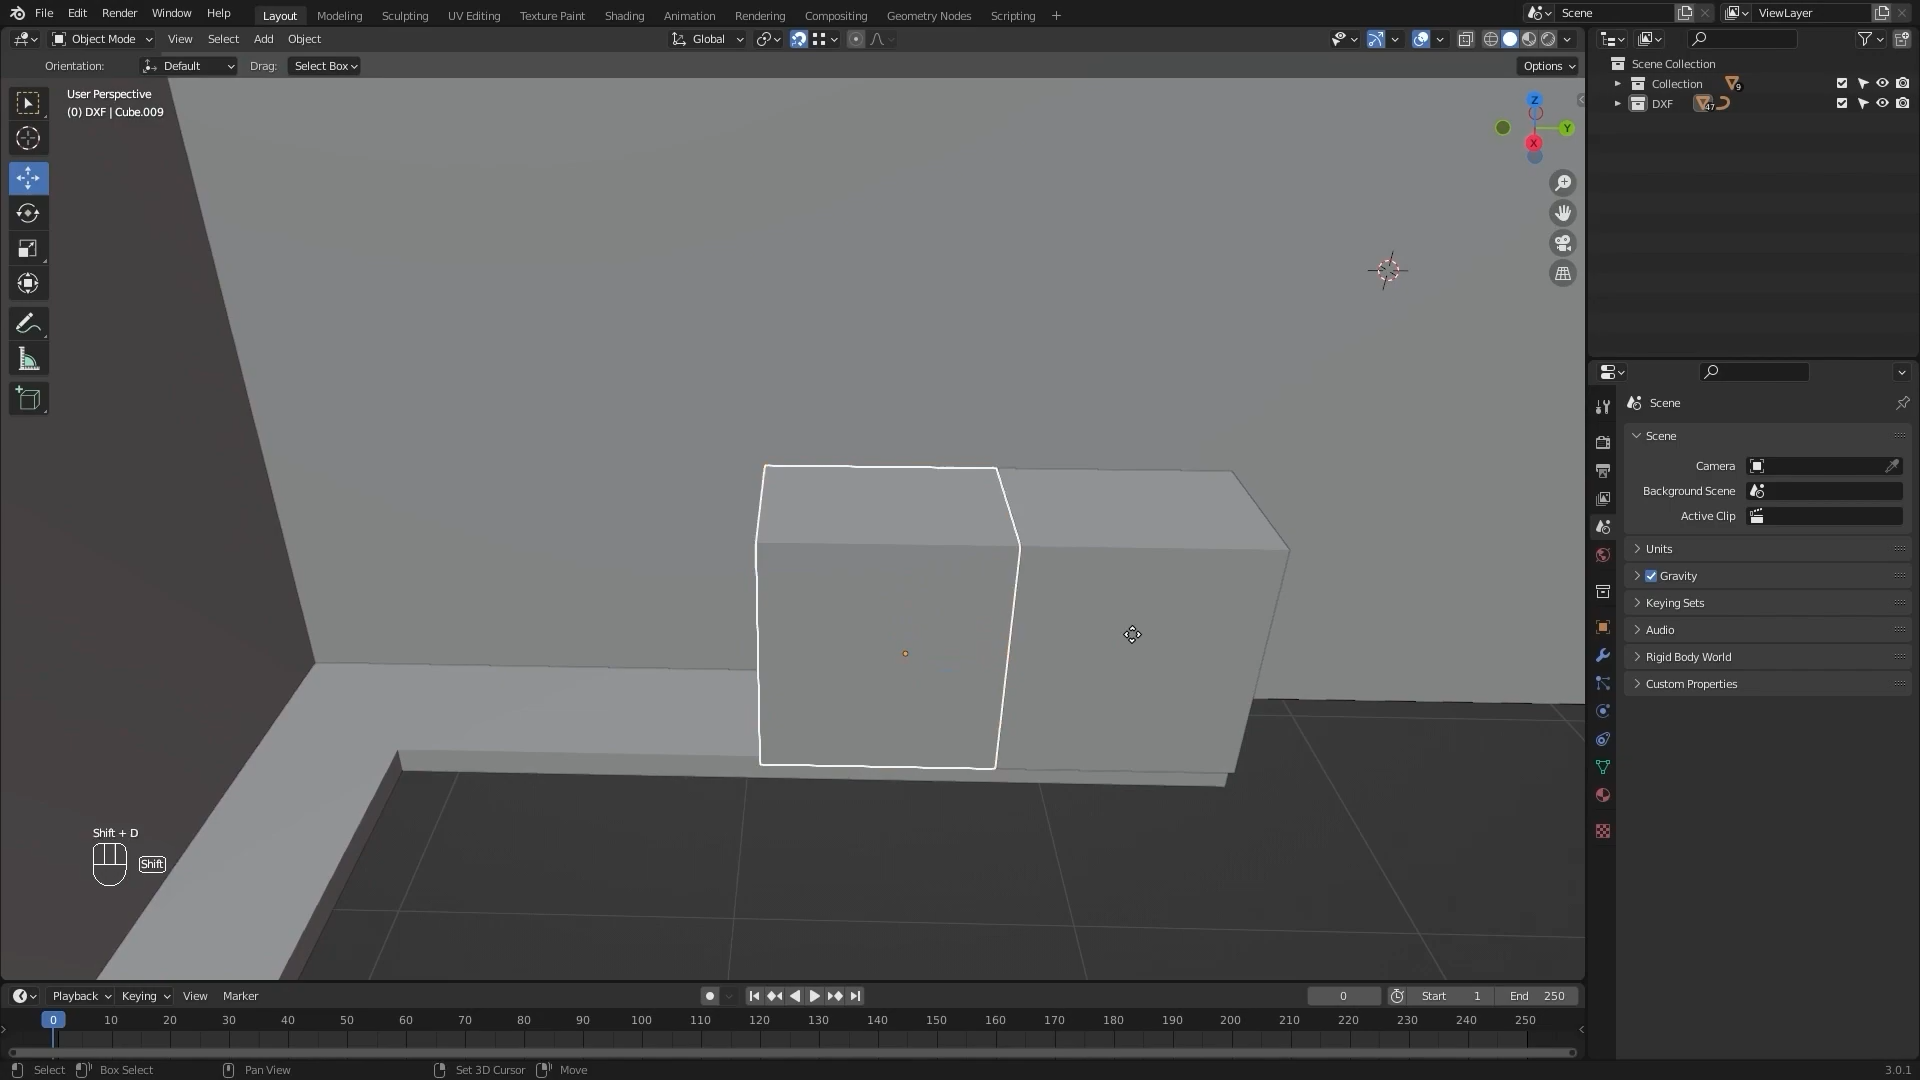 File Edit Render Window Help Layout Modeling Sculpting UV Editing Texture Paint Shading Animation Rendering Compositing Geometry Nodes Scripting + Scene ViewLayer
Object Mode View Select Add Object Global
Orientation: Default Drag: Select Box Options
User Perspective
(0) DXF | Cube.009
Z
Y
X
Scene Collection
Collection 9
DXF 47
Scene
Scene
Camera
Background Scene
Active Clip
Units
Gravity
Keying Sets
Audio
Rigid Body World
Custom Properties
Shift + D
Shift
Playback Keying View Marker 0 Start 1 End 250
0 10 20 30 40 50 60 70 80 90 100 110 120 130 140 150 160 170 180 190 200 210 220 230 240 250
Select Box Select Pan View Set 3D Cursor Move 3.0.1